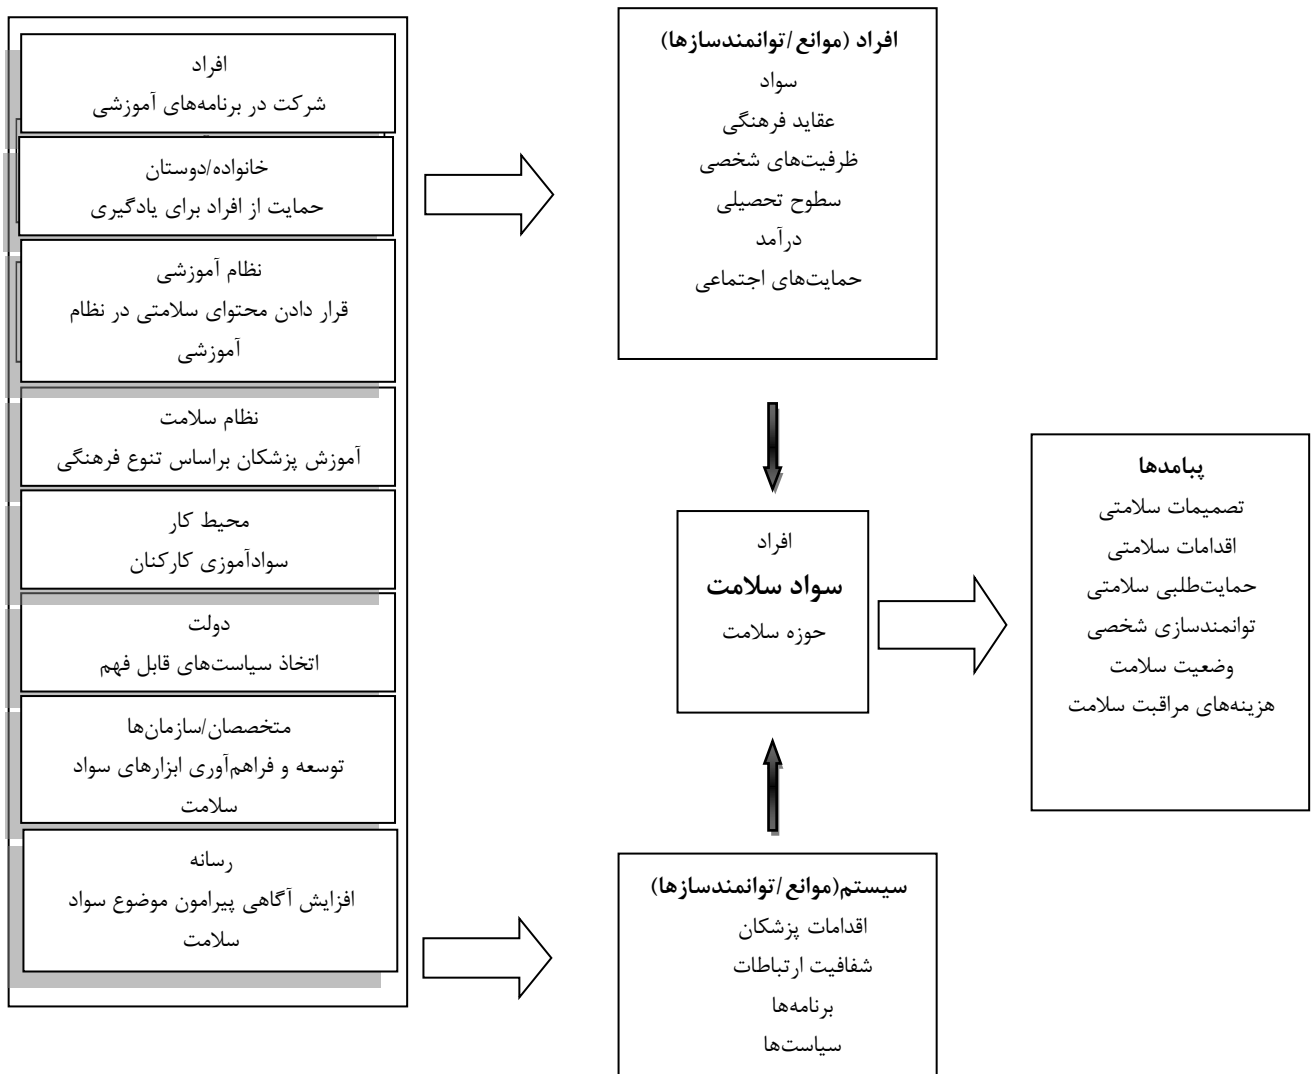 افراد
شرکت در برنامه‌های آموزشی
خانواده/دوستان
حمایت از افراد برای یادگیری
نظام آموزشی
قرار دادن محتوای سلامتی در نظام
آموزشی
نظام سلامت
آموزش پزشکان براساس تنوع فرهنگی
محیط کار
سوادآموزی کارکنان
دولت
اتخاذ سیاست‌های قابل فهم
متخصصان/سازمان‌ها
توسعه و فراهم‌آوری ابزارهای سواد
سلامت
رسانه
افزایش آگاهی پیرامون موضوع سواد
سلامت
افراد (موانع/توانمندسازها)
سواد
عقاید فرهنگی
ظرفیت‌های شخصی
سطوح تحصیلی
درآمد
حمایت‌های اجتماعی
افراد
سواد سلامت
حوزه سلامت
سیستم(موانع/توانمندسازها)
اقدامات پزشکان
شفافیت ارتباطات
برنامه‌ها
سیاست‌ها
پیامدها
تصمیمات سلامتی
اقدامات سلامتی
حمایت‌طلبی سلامتی
توانمندسازی شخصی
وضعیت سلامت
هزینه‌های مراقبت سلامت